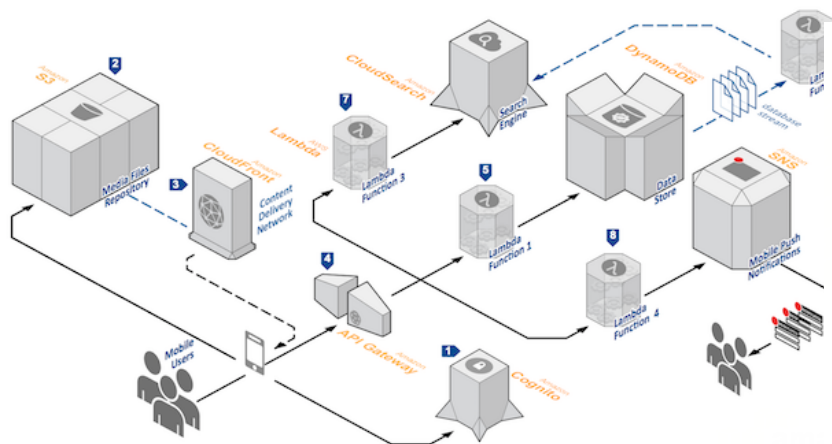 2
Amazon
S3
Media Files
Repository
3
Amazon
CloudFront
Content
Delivery
Network
7
AWS
Lambda
Lambda
Function 3
Amazon
CloudSearch
Search
Engine
Amazon
DynamoDB
Data
Store
database
stream
Lambda
Func
5
Lambda
Function 1
4
Amazon
API Gateway
8
Lambda
Function 4
Amazon
SNS
Mobile Push
Notifications
Mobile
Users
1
Amazon
Cognito